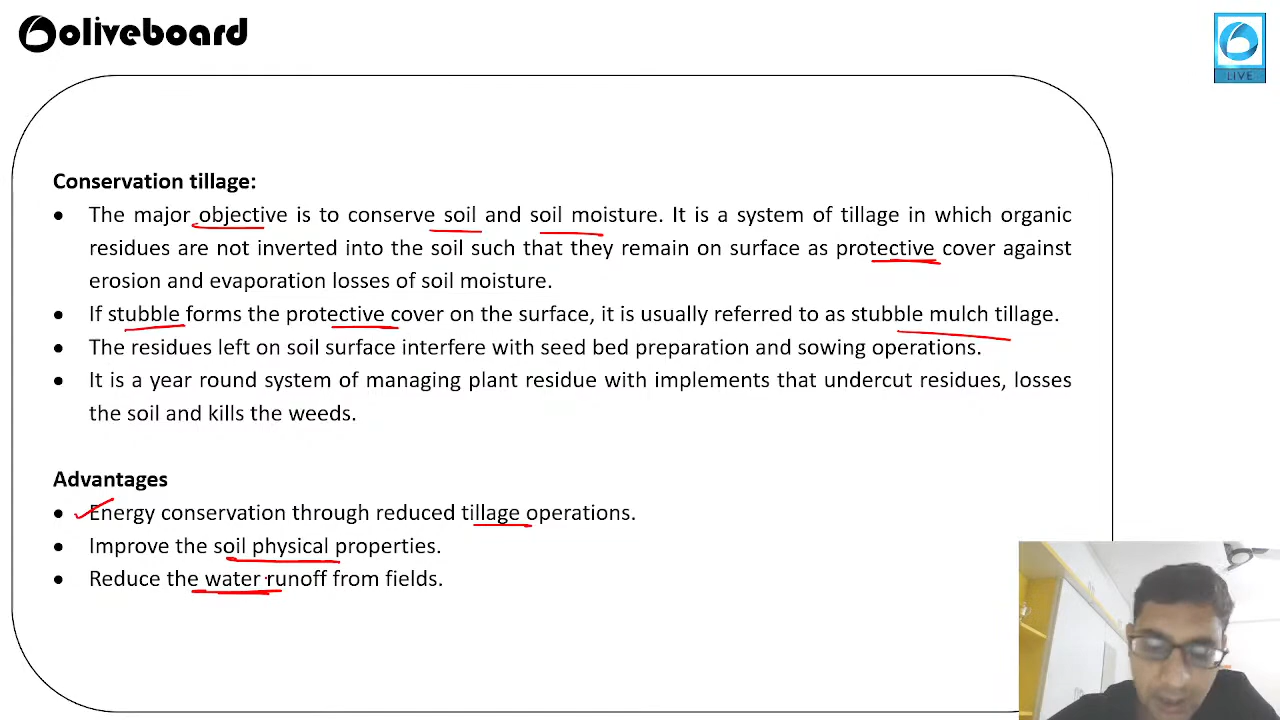 oliveboard
LIVE
Conservation tillage:
• The major objective is to conserve soil and soil moisture. It is a system of tillage in which organic
residues are not inverted into the soil such that they remain on surface as protective cover against
erosion and evaporation losses of soil moisture.
• If stubble forms the protective cover on the surface, it is usually referred to as stubble mulch tillage.
• The residues left on soil surface interfere with seed bed preparation and sowing operations.
• It is a year round system of managing plant residue with implements that undercut residues, losses
the soil and kills the weeds.
Advantages
• Energy conservation through reduced tillage operations.
• Improve the soil physical properties.
• Reduce the water runoff from fields.